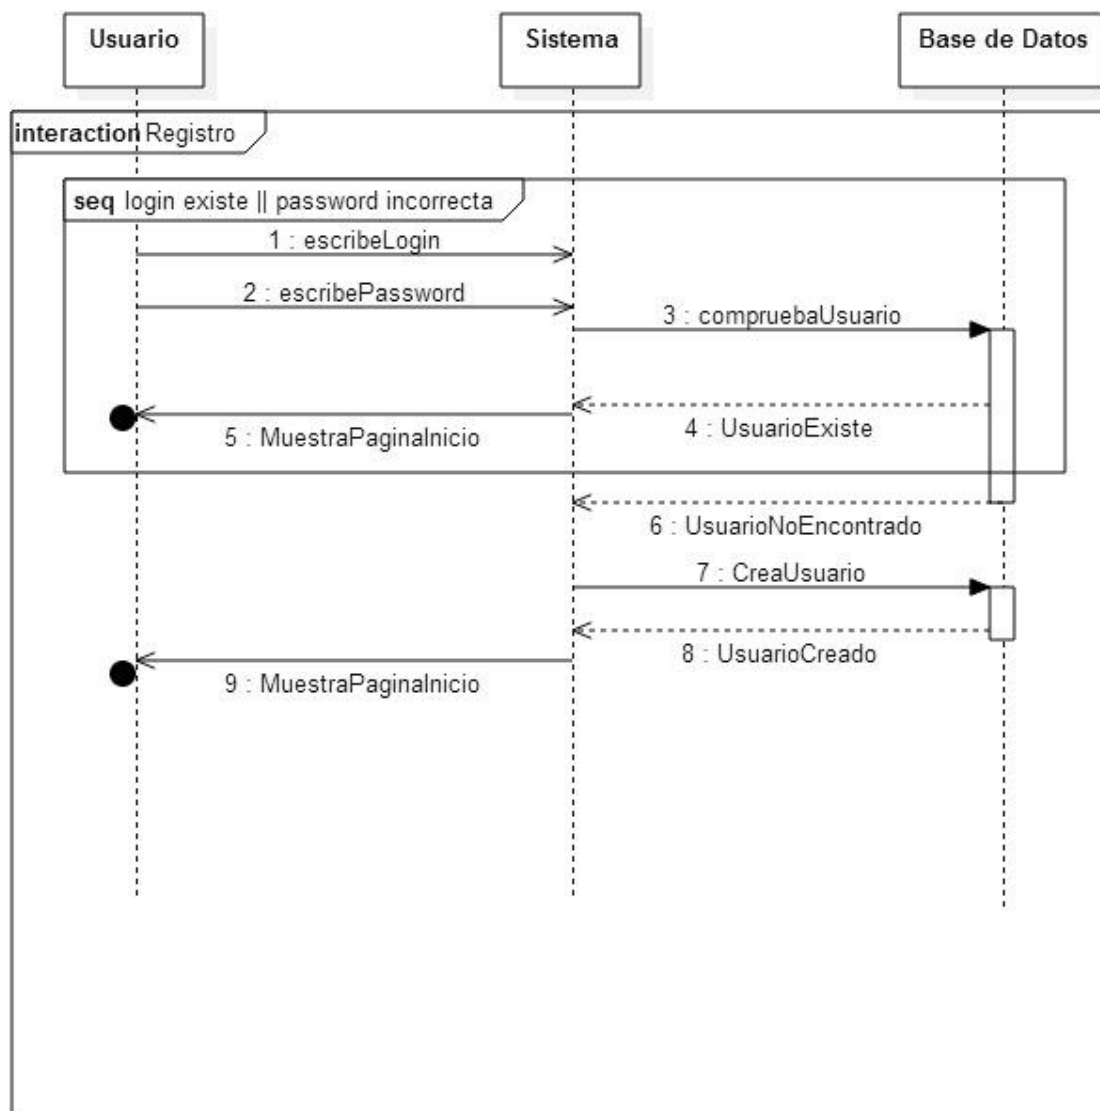 Usuario
Sistema
Base de Datos
interaction Registro
seq login existe || password incorrecta
1 : escribeLogin
2 : escribePassword
3 : compruebaUsuario
4 : UsuarioExiste
5 : MuestraPaginaInicio
6 : UsuarioNoEncontrado
7 : CreaUsuario
8 : UsuarioCreado
9 : MuestraPaginaInicio